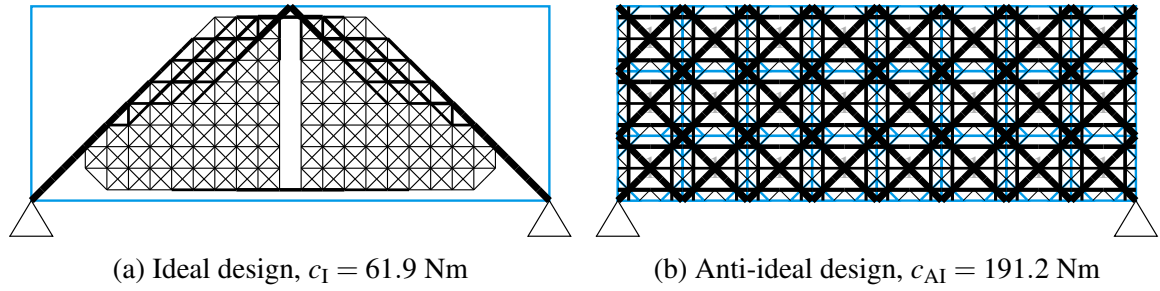 (a) Ideal design, c_I = 61.9 Nm
(b) Anti-ideal design, c_AI = 191.2 Nm